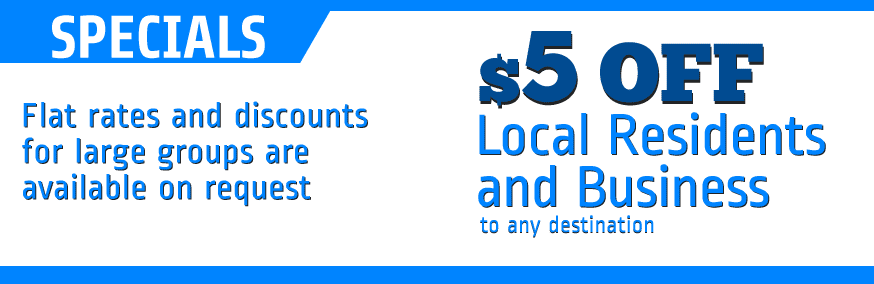 SPECIALS
Flat rates and discounts
for large groups are
available on request
$5 OFF
Local Residents
and Business
to any destination